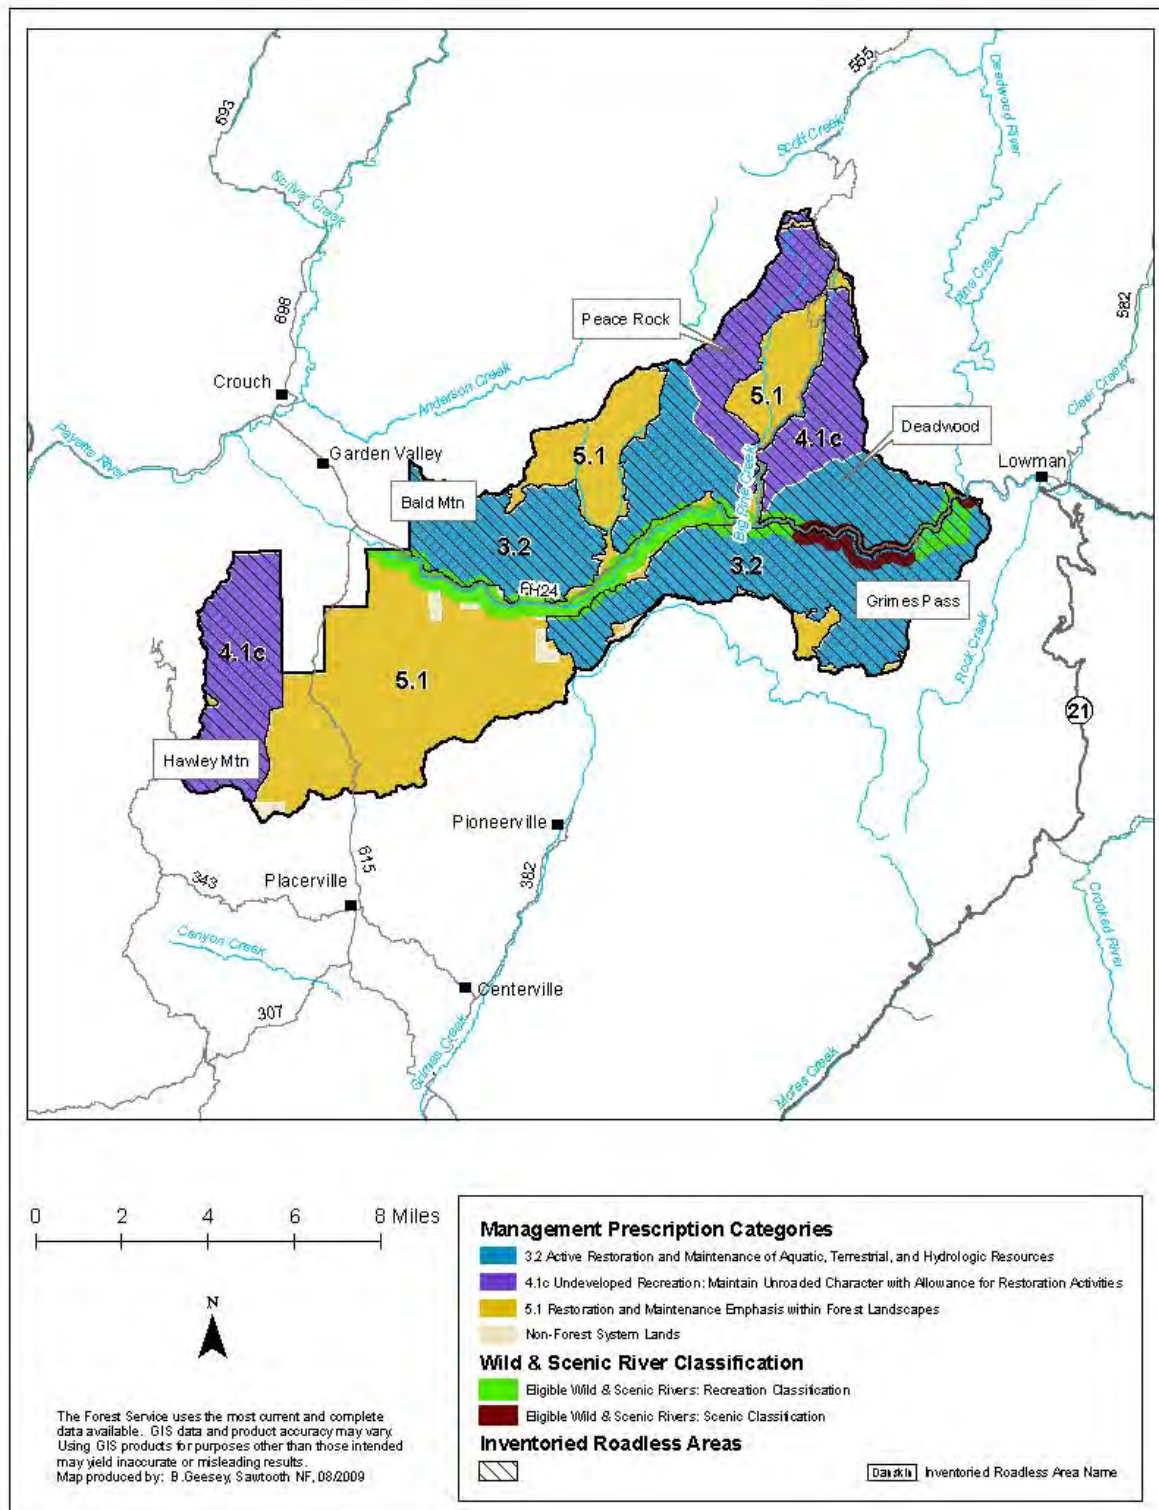 555
Deadwood River
693
Scott Creek
Scriver Creek
Pine Creek
698
582
Peace Rock
Crouch
Anderson Creek
5.1
Clear Creek
Deadwood
4.1c
Payette River
Garden Valley
5.1
Lowman
Bald Mtn
Big Pine Creek
3.2
3.2
Grimes Pass
4.1c
Rock Creek
5.1
21
Hawley Mtn
Pioneerville
615
382
343
Placerville
Crooked River
Canyon Creek
Centerville
307
Grimes Creek
Mores Creek
0 2 4 6 8 Miles
N
The Forest Service uses the most current and complete
data available. GIS data and product accuracy may vary.
Using GIS products for purposes other than those intended
may yield inaccurate or misleading results.
Map produced by: B.Geesey, Sawtooth NF, 08/2009
Management Prescription Categories
3.2 Active Restoration and Maintenance of Aquatic, Terrestrial, and Hydrologic Resources
4.1c Undeveloped Recreation: Maintain Unroaded Character with Allowance for Restoration Activities
5.1 Restoration and Maintenance Emphasis within Forest Landscapes
Non-Forest System Lands
Wild & Scenic River Classification
Eligible Wild & Scenic Rivers: Recreation Classification
Eligible Wild & Scenic Rivers: Scenic Classification
Inventoried Roadless Areas
Danskin Inventoried Roadless Area Name